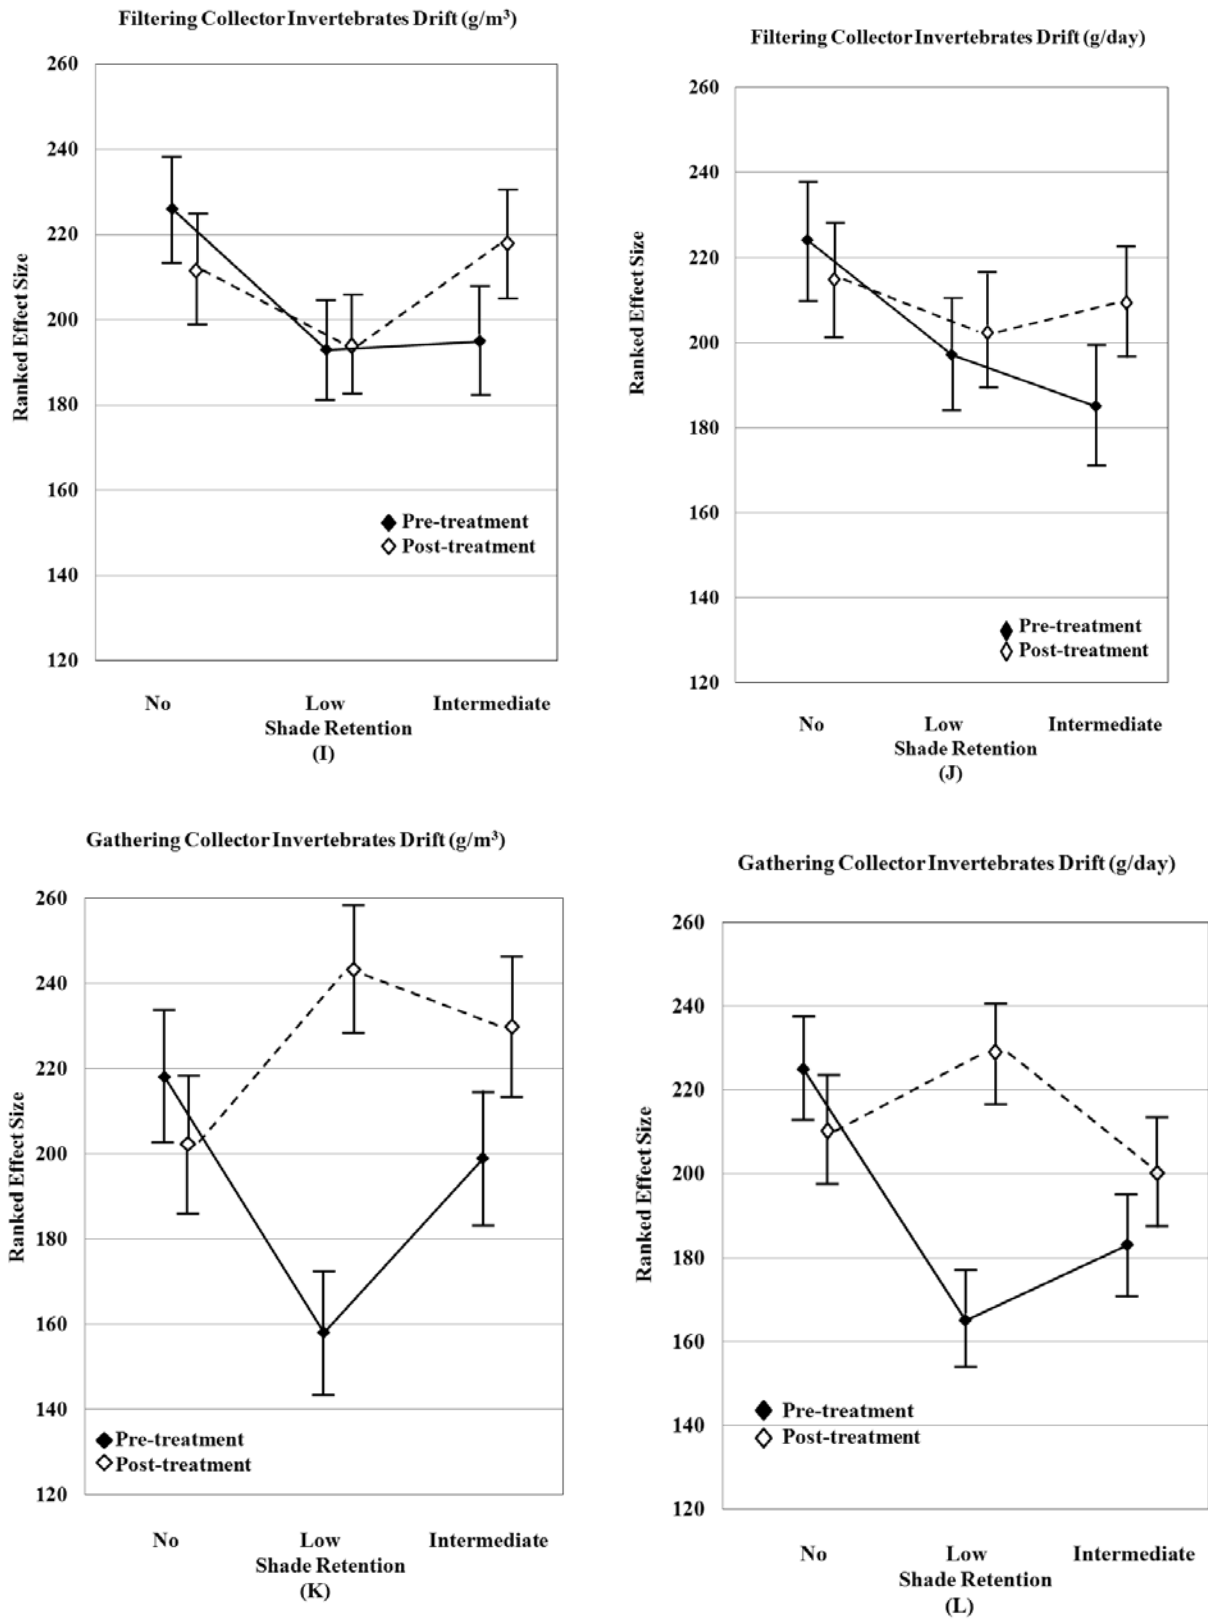 Filtering Collector Invertebrates Drift (g/m³)
260
240
220
200
180
160
140
120
Ranked Effect Size
Pre-treatment
Post-treatment
No Low Intermediate
Shade Retention
(I)
Filtering Collector Invertebrates Drift (g/day)
260
240
220
200
180
160
140
120
Ranked Effect Size
Pre-treatment
Post-treatment
No Low Intermediate
Shade Retention
(J)
Gathering Collector Invertebrates Drift (g/m³)
260
240
220
200
180
160
140
120
Ranked Effect Size
Pre-treatment
Post-treatment
No Low Intermediate
Shade Retention
(K)
Gathering Collector Invertebrates Drift (g/day)
260
240
220
200
180
160
140
120
Ranked Effect Size
Pre-treatment
Post-treatment
No Low Intermediate
Shade Retention
(L)